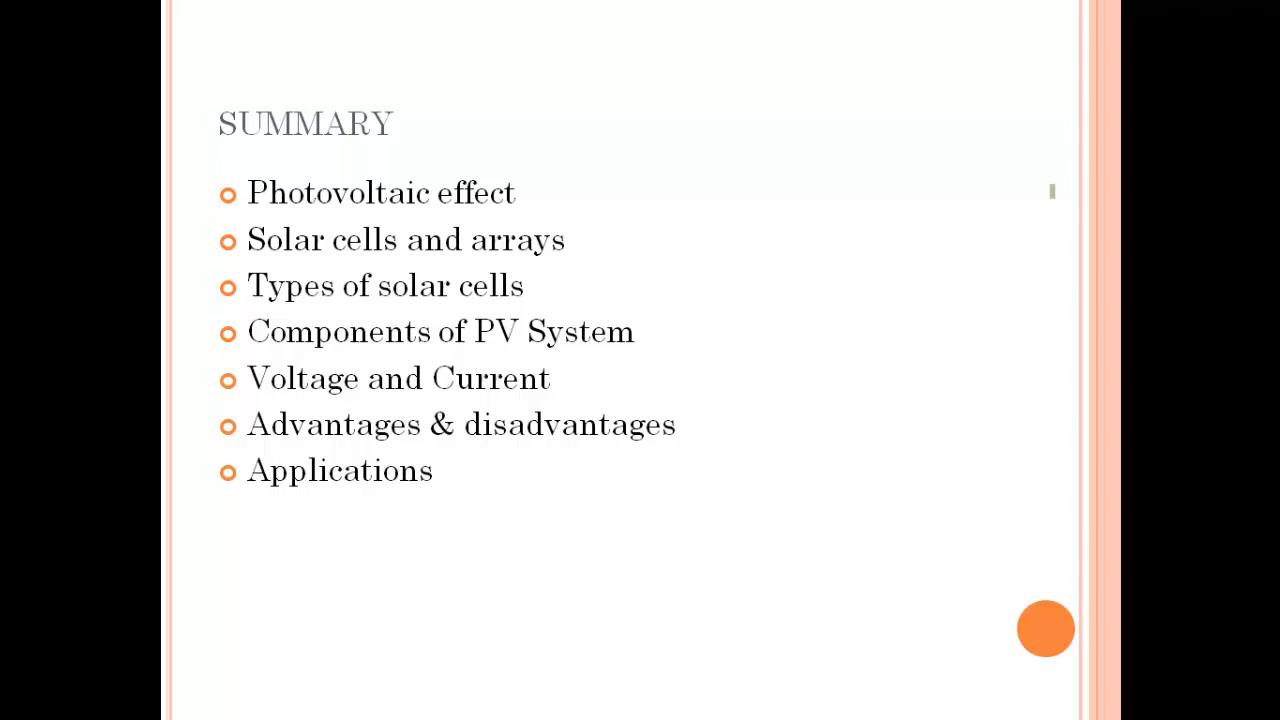 SUMMARY
Photovoltaic effect
Solar cells and arrays
Types of solar cells
Components of PV System
Voltage and Current
Advantages & disadvantages
Applications